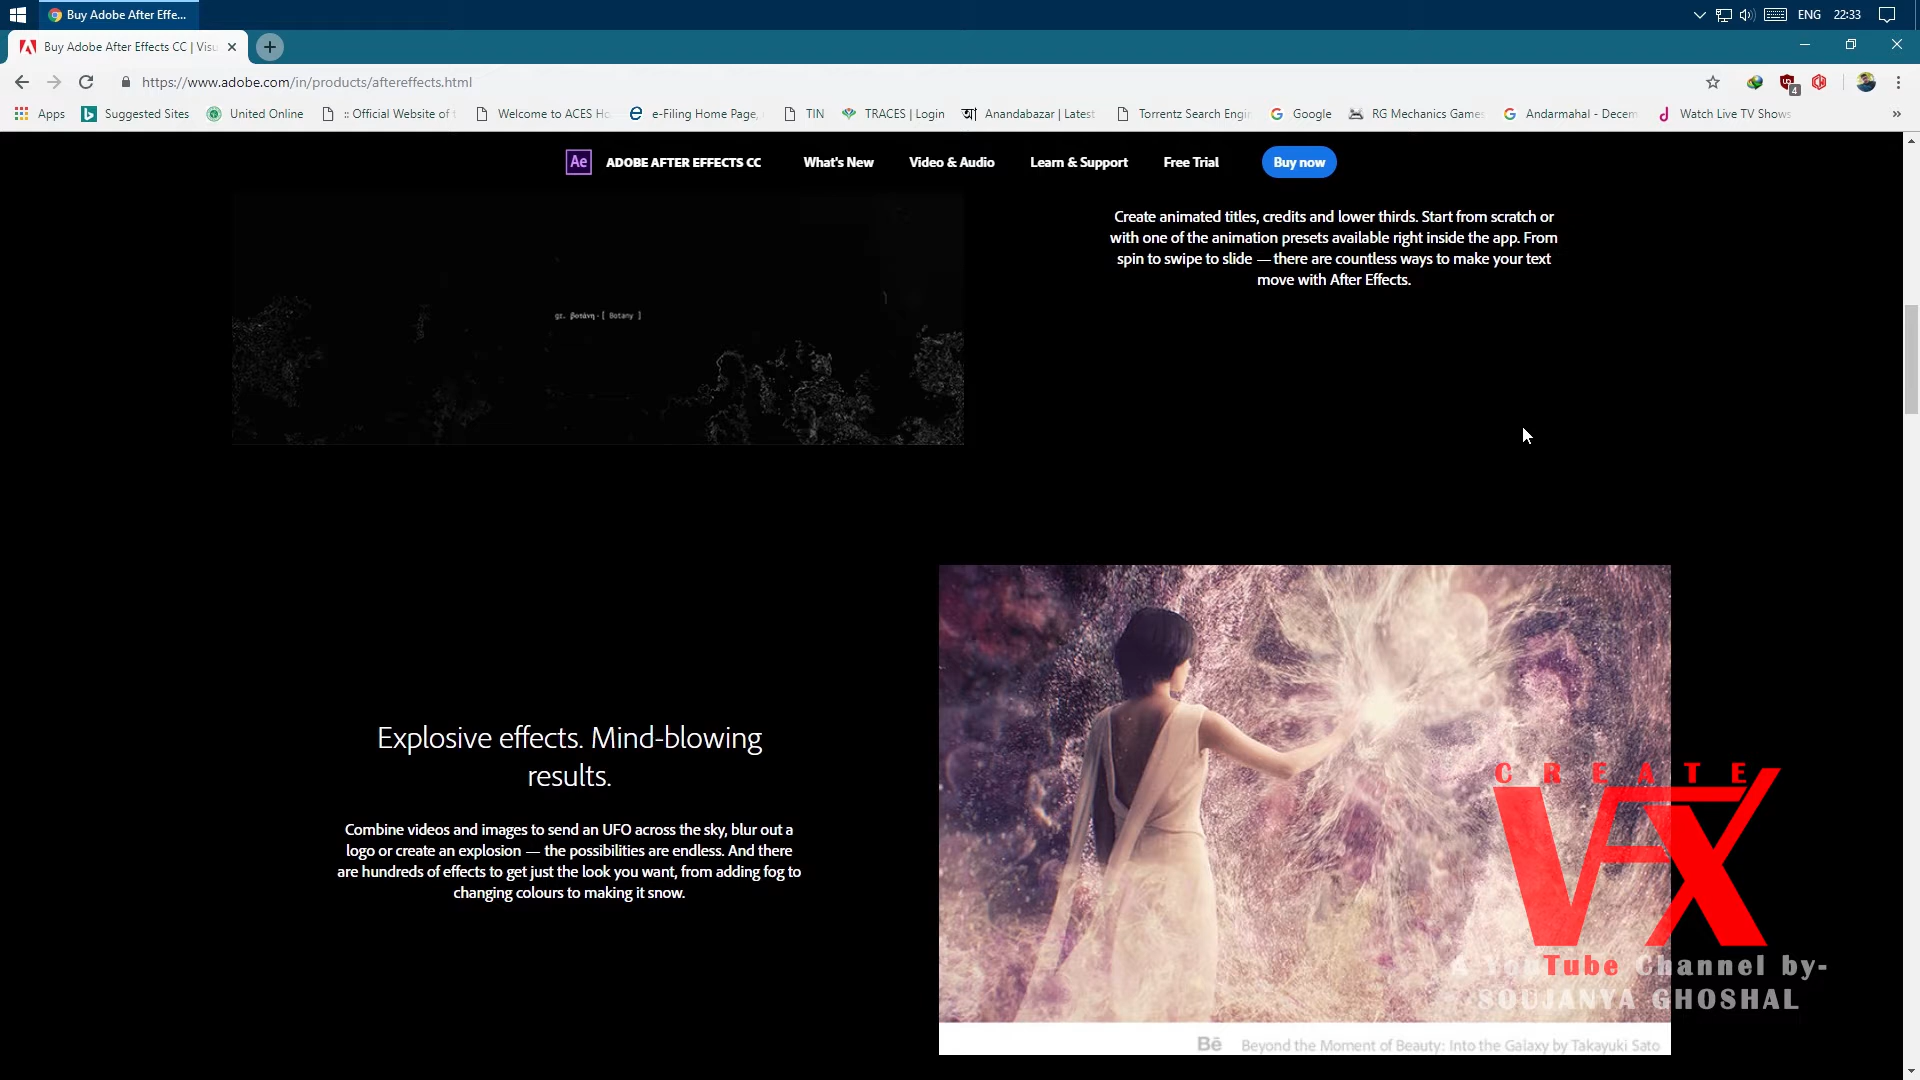 Buy Adobe After Effe...
ENG
22:33
Buy Adobe After Effects CC | Visu
https://www.adobe.com/in/products/aftereffects.html
4
Apps
Suggested Sites
United Online
:: Official Website of
Welcome to ACES Ho
e-Filing Home Page,
TIN
TRACES | Login
Anandabazar | Latest
Torrentz Search Engin
Google
RG Mechanics Games
Andarmahal - Decem
Watch Live TV Shows
Ae
ADOBE AFTER EFFECTS CC
What's New
Video & Audio
Learn & Support
Free Trial
Buy now
Create animated titles, credits and lower thirds. Start from scratch or
with one of the animation presets available right inside the app. From
spin to swipe to slide — there are countless ways to make your text
move with After Effects.
gr. βοτάνη - [ Botany ]
Explosive effects. Mind-blowing
results.
Combine videos and images to send an UFO across the sky, blur out a
logo or create an explosion — the possibilities are endless. And there
are hundreds of effects to get just the look you want, from adding fog to
changing colours to making it snow.
CREATE
VFX
A YouTube Channel by-
SOUJANYA GHOSHAL
Bē Beyond the Moment of Beauty: Into the Galaxy by Takayuki Sato